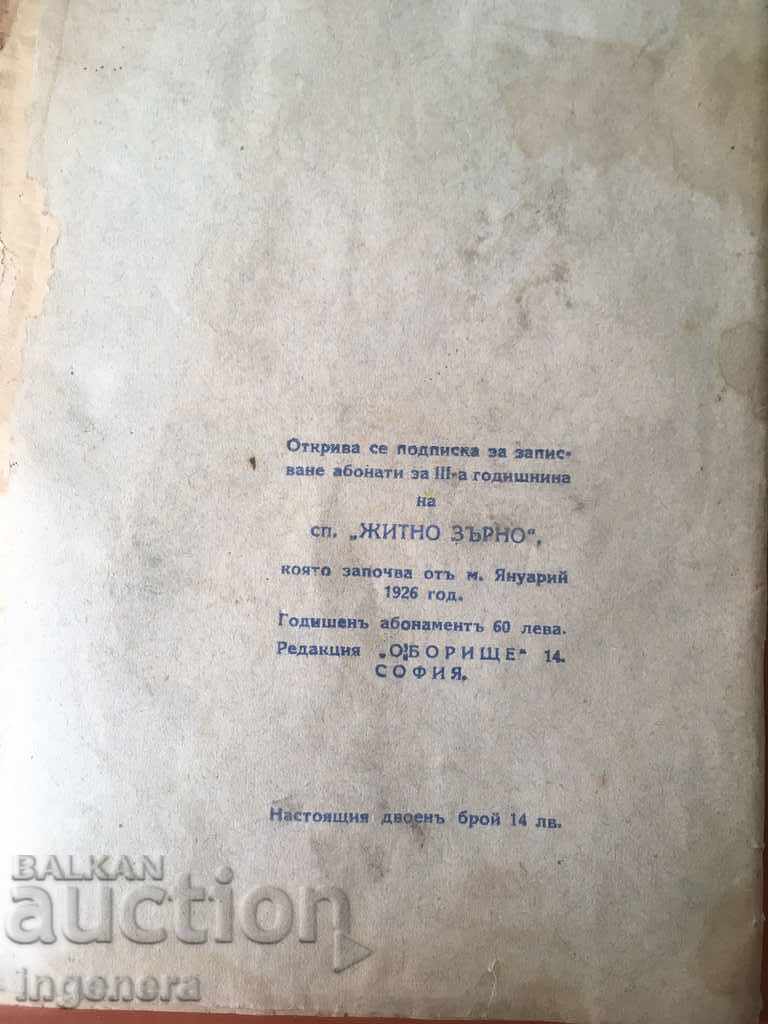 Открива се подписка за запис-
ване абонати за III-а годишнина
на
сп. „ЖИТНО ЗЪРНО“,
която започва отъ м. Януарий
1926 год.
Годишенъ абонаментъ 60 лева.
Редакция „ОБОРИЩЕ“ 14.
СОФИЯ.
Настоящия двоенъ брой 14 лв.
BALKAN
auction
ingenera